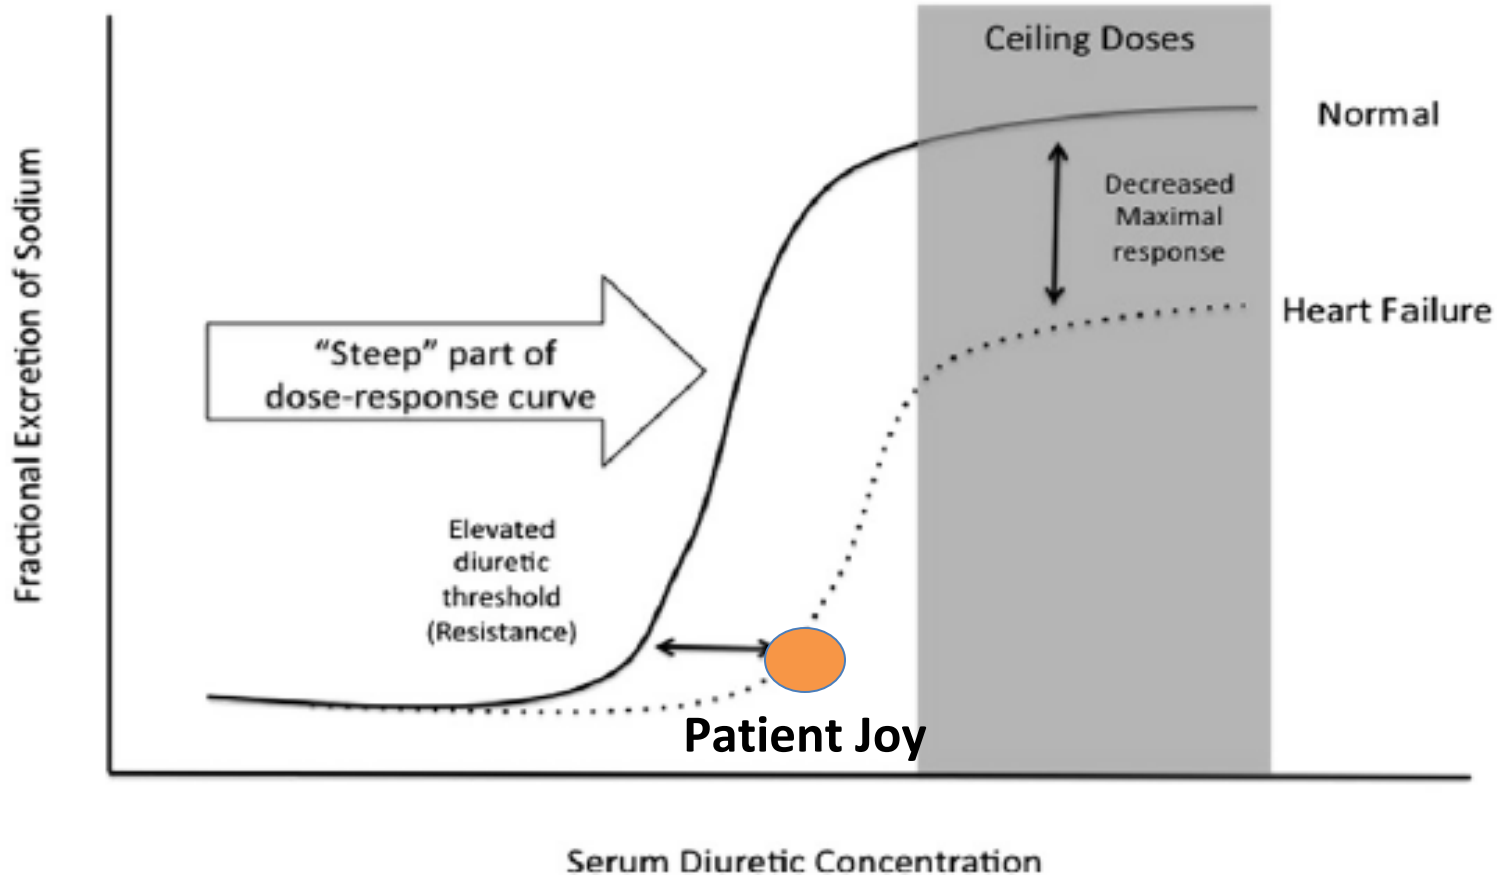 Ceiling Doses
Normal
Decreased
Maximal
response
Heart Failure
“Steep” part of
dose-response curve
Elevated
diuretic
threshold
(Resistance)
Patient Joy
Fractional Excretion of Sodium
Serum Diuretic Concentration